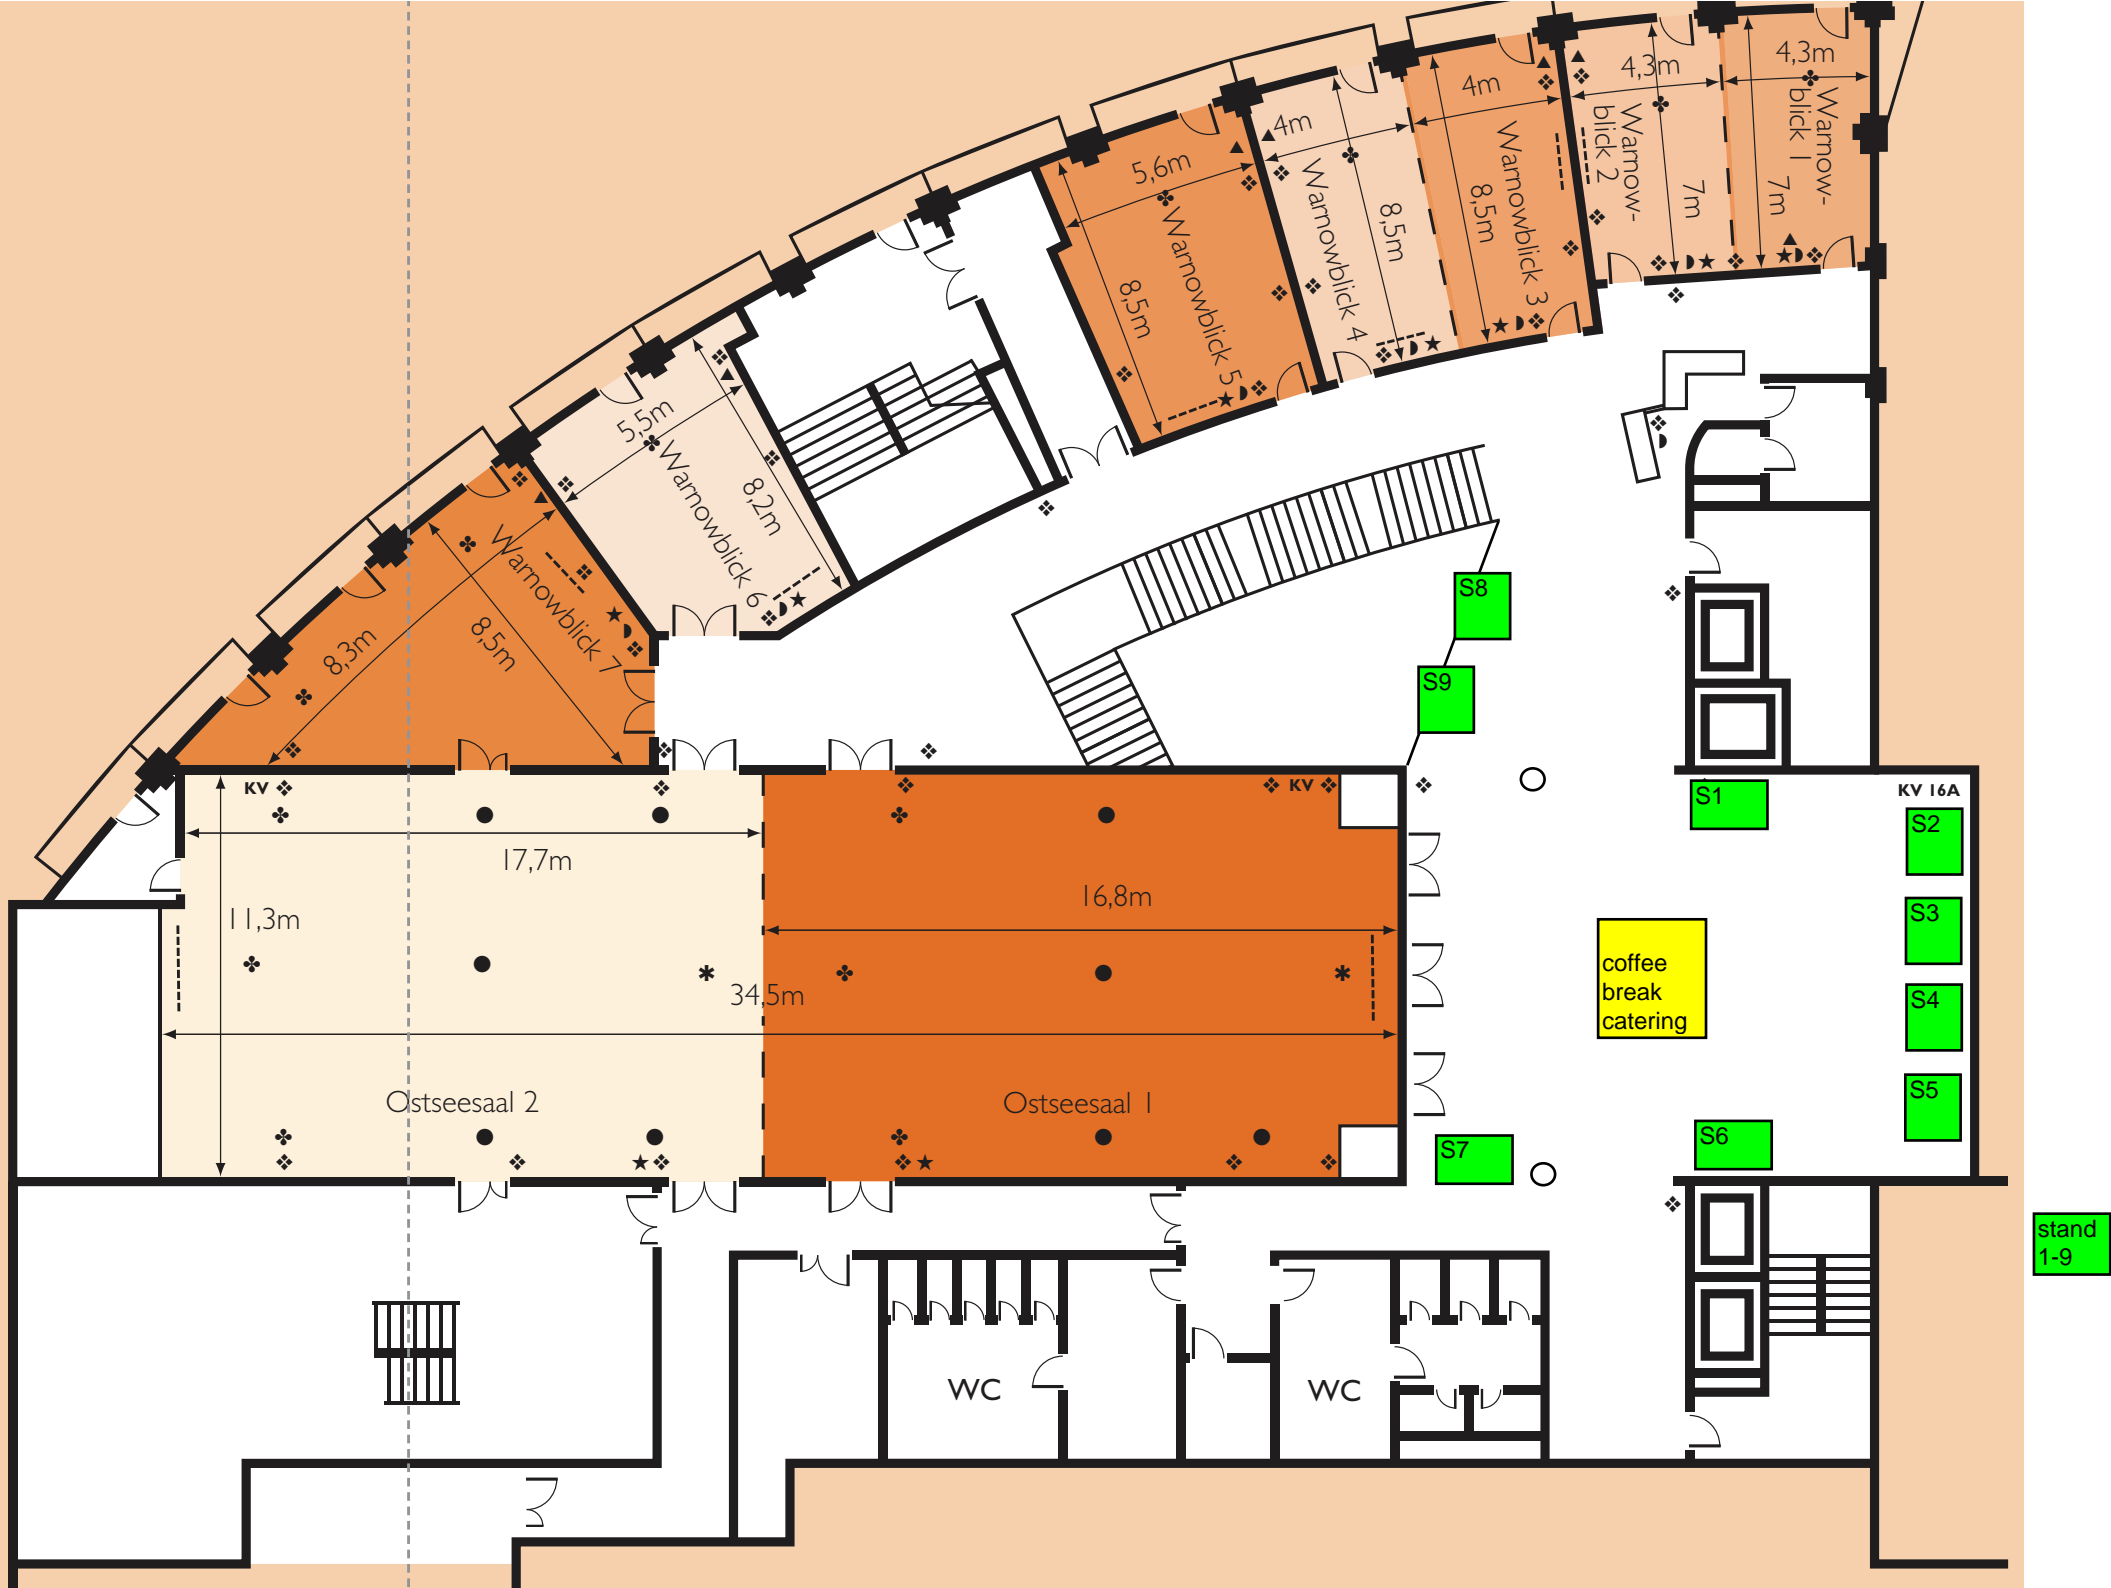 4,3m
4,3m
4m
4m
5,6m
Warnow-
blick 1
Warnow-
blick 2
7m
7m
Warnowblick 3
8,5m
Warnowblick 4
8,5m
Warnowblick 5
8,5m
5,5m
Warnowblick 6
8,2m
Warnowblick 7
8,3m
8,5m
S8
S9
KV
KV
S1
KV 16A
S2
17,7m
16,8m
11,3m
S3
coffee
break
catering
34,5m
S4
Ostseesaal 2
Ostseesaal 1
S5
S6
S7
stand
1-9
WC
WC